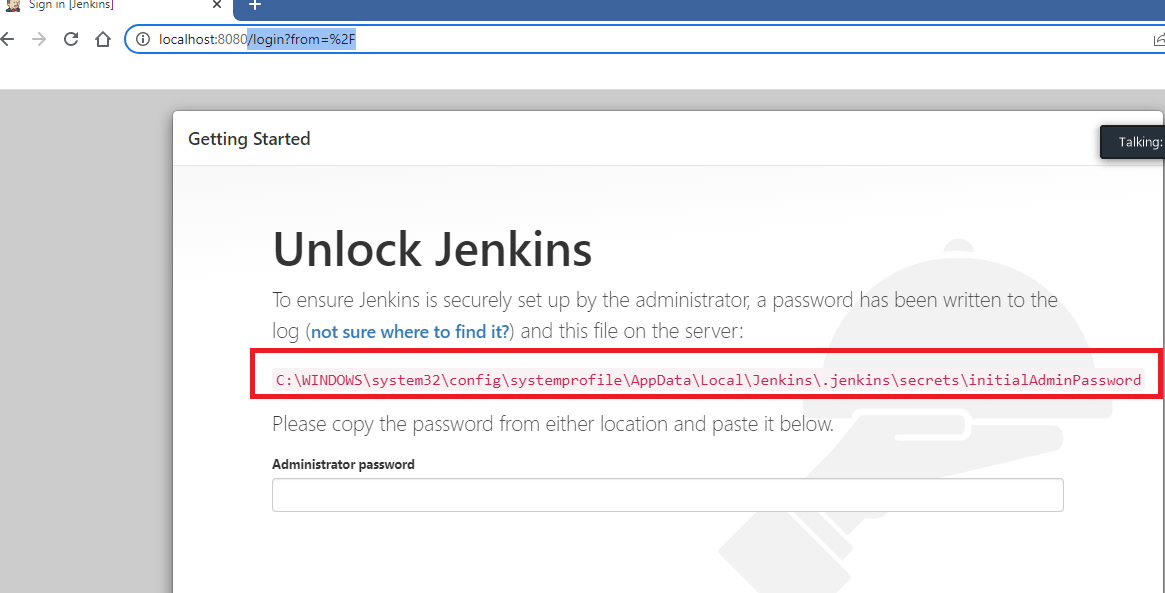 Sign in [Jenkins]
localhost:8080/login?from=%2F
Getting Started
Talking:
Unlock Jenkins
To ensure Jenkins is securely set up by the administrator, a password has been written to the
log (not sure where to find it?) and this file on the server:
C:\WINDOWS\system32\config\systemprofile\AppData\Local\Jenkins\.jenkins\secrets\initialAdminPassword
Please copy the password from either location and paste it below.
Administrator password